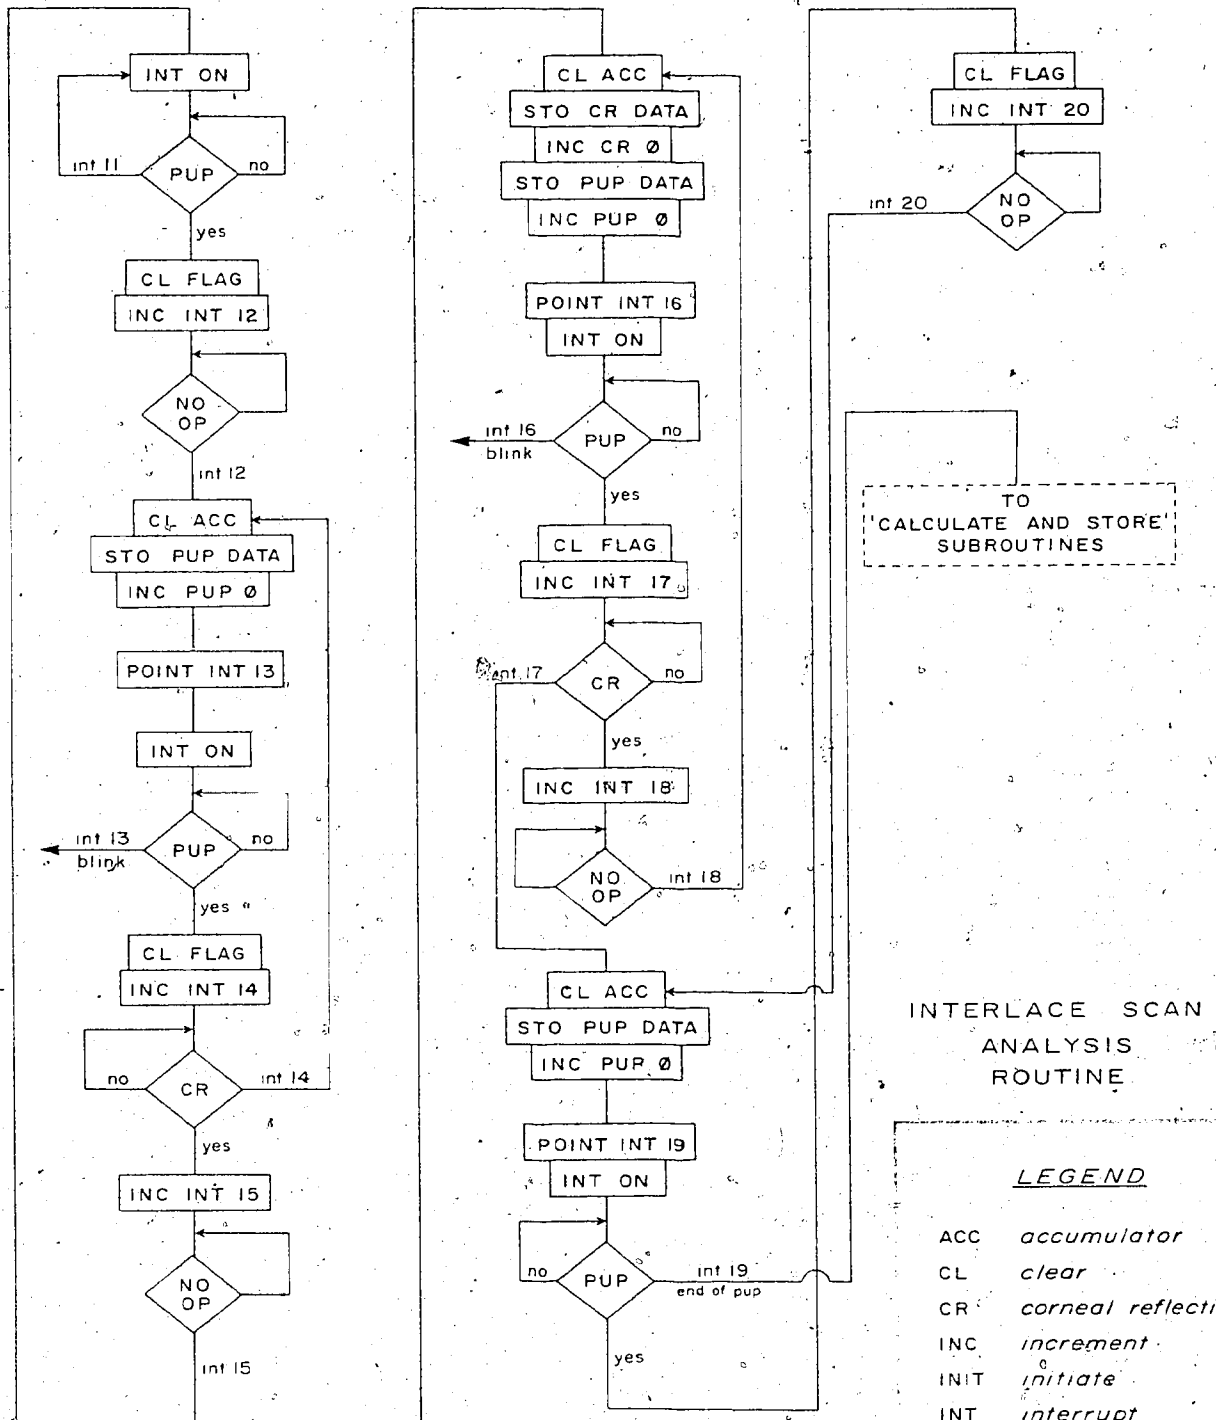 INT ON
int 11
PUP
no
yes
CL FLAG
INC INT 12
NO
OP
int 12
CL ACC
STO PUP DATA
INC PUP Ø
POINT INT 13
INT ON
int 13
blink
PUP
no
yes
CL FLAG
INC INT 14
no
CR
int 14
yes
INC INT 15
NO
OP
int 15
CL ACC
STO CR DATA
INC CR Ø
STO PUP DATA
INC PUP Ø
POINT INT 16
INT ON
int 16
blink
PUP
no
yes
CL FLAG
INC INT 17
int 17
CR
no
yes
INC INT 18
NO
OP
int 18
CL ACC
STO PUP DATA
INC PUP Ø
POINT INT 19
INT ON
no
PUP
int 19
end of pup
yes
CL FLAG
INC INT 20
int 20
NO
OP
TO
'CALCULATE AND STORE'
SUBROUTINES
INTERLACE SCAN
ANALYSIS
ROUTINE
LEGEND
ACC accumulator
CL clear
CR corneal reflecti
INC increment
INIT initiate
INT interrupt